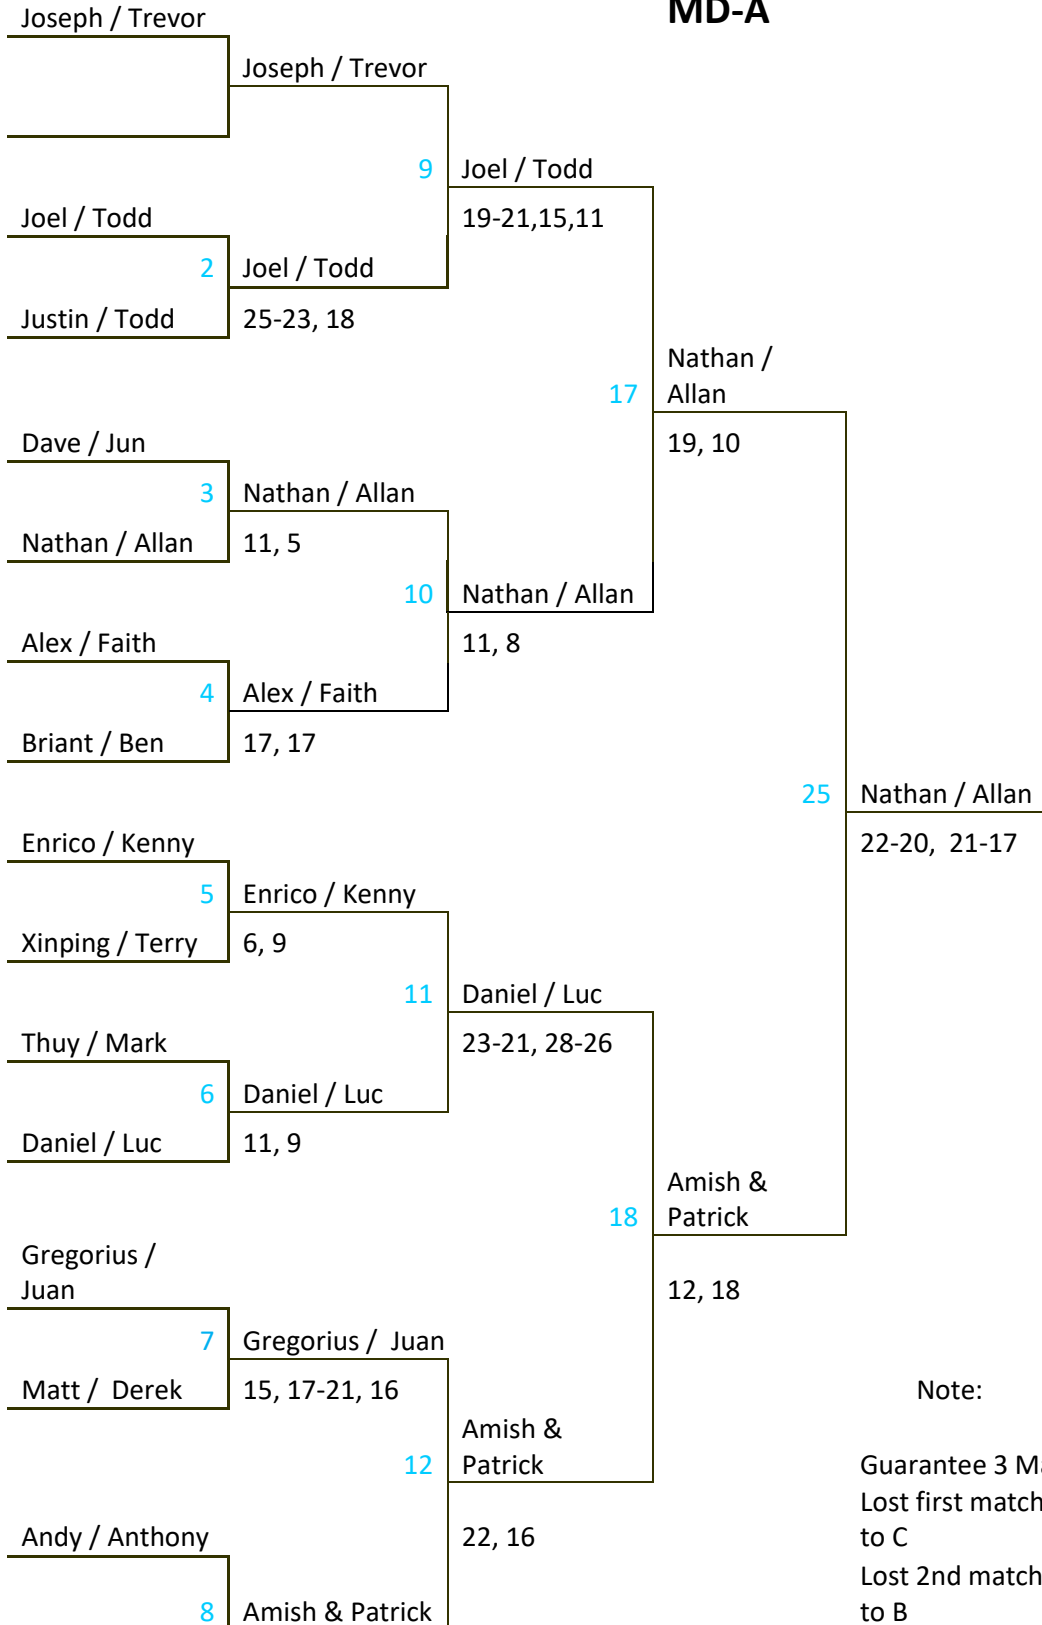 MD-A
Joseph / Trevor
Joseph / Trevor
9
Joel / Todd
Joel / Todd
19-21,15,11
2
Joel / Todd
Justin / Todd
25-23, 18
Nathan /
Allan
17
Dave / Jun
19, 10
3
Nathan / Allan
Nathan / Allan
11, 5
10
Nathan / Allan
Alex / Faith
11, 8
4
Alex / Faith
Briant / Ben
17, 17
25
Nathan / Allan
Enrico / Kenny
22-20, 21-17
5
Enrico / Kenny
Xinping / Terry
6, 9
11
Daniel / Luc
Thuy / Mark
23-21, 28-26
6
Daniel / Luc
Daniel / Luc
11, 9
Amish &
Patrick
18
Gregorius /
Juan
12, 18
7
Gregorius / Juan
Matt / Derek
15, 17-21, 16
Note:
Amish &
Patrick
12
Guarantee 3 Ma
Lost first match
to C
Andy / Anthony
22, 16
Lost 2nd match
to B
8
Amish & Patrick